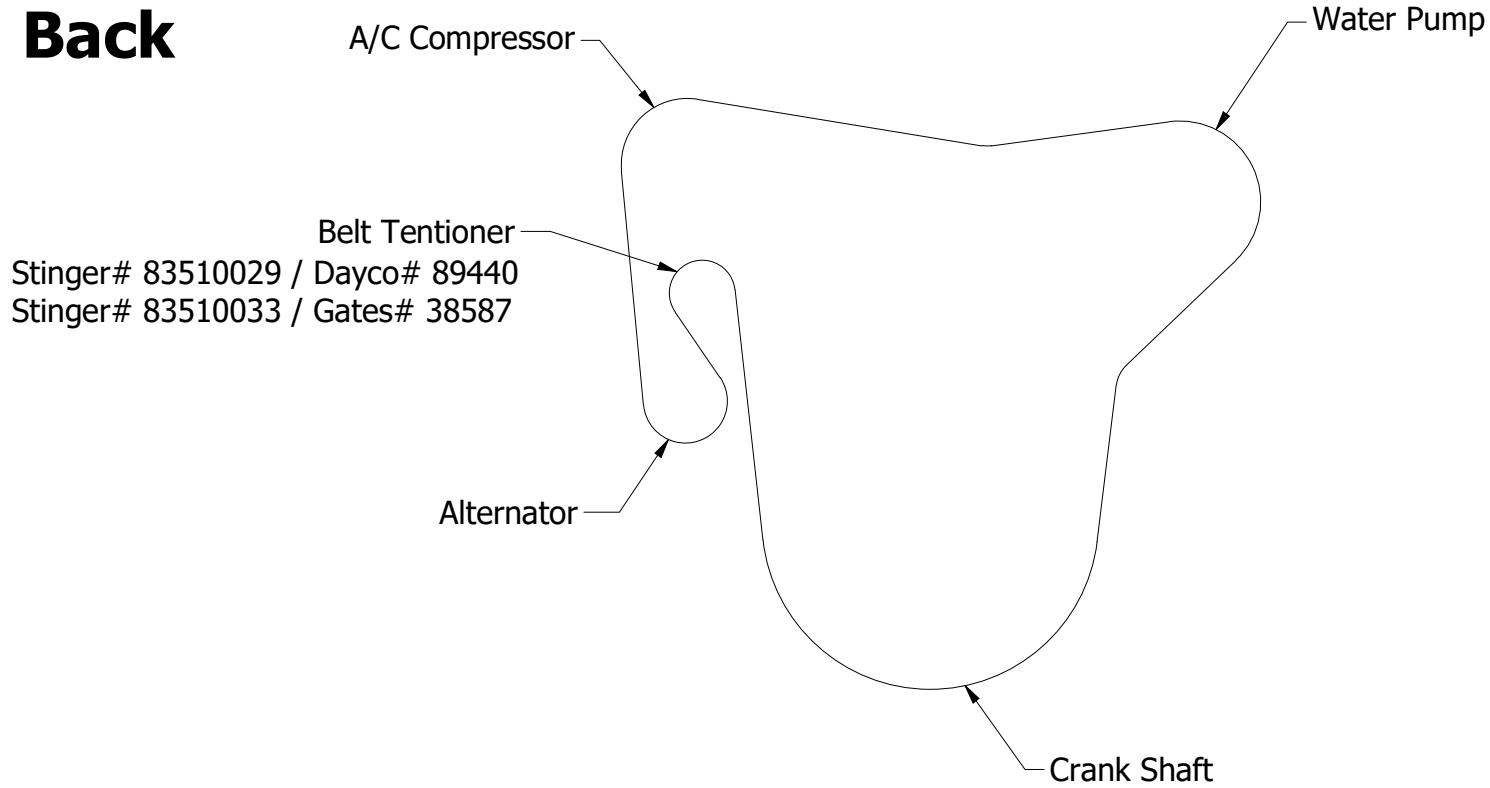 Back
A/C Compressor
Water Pump
Belt Tentioner
Stinger# 83510029 / Dayco# 89440
Stinger# 83510033 / Gates# 38587
Alternator
Crank Shaft